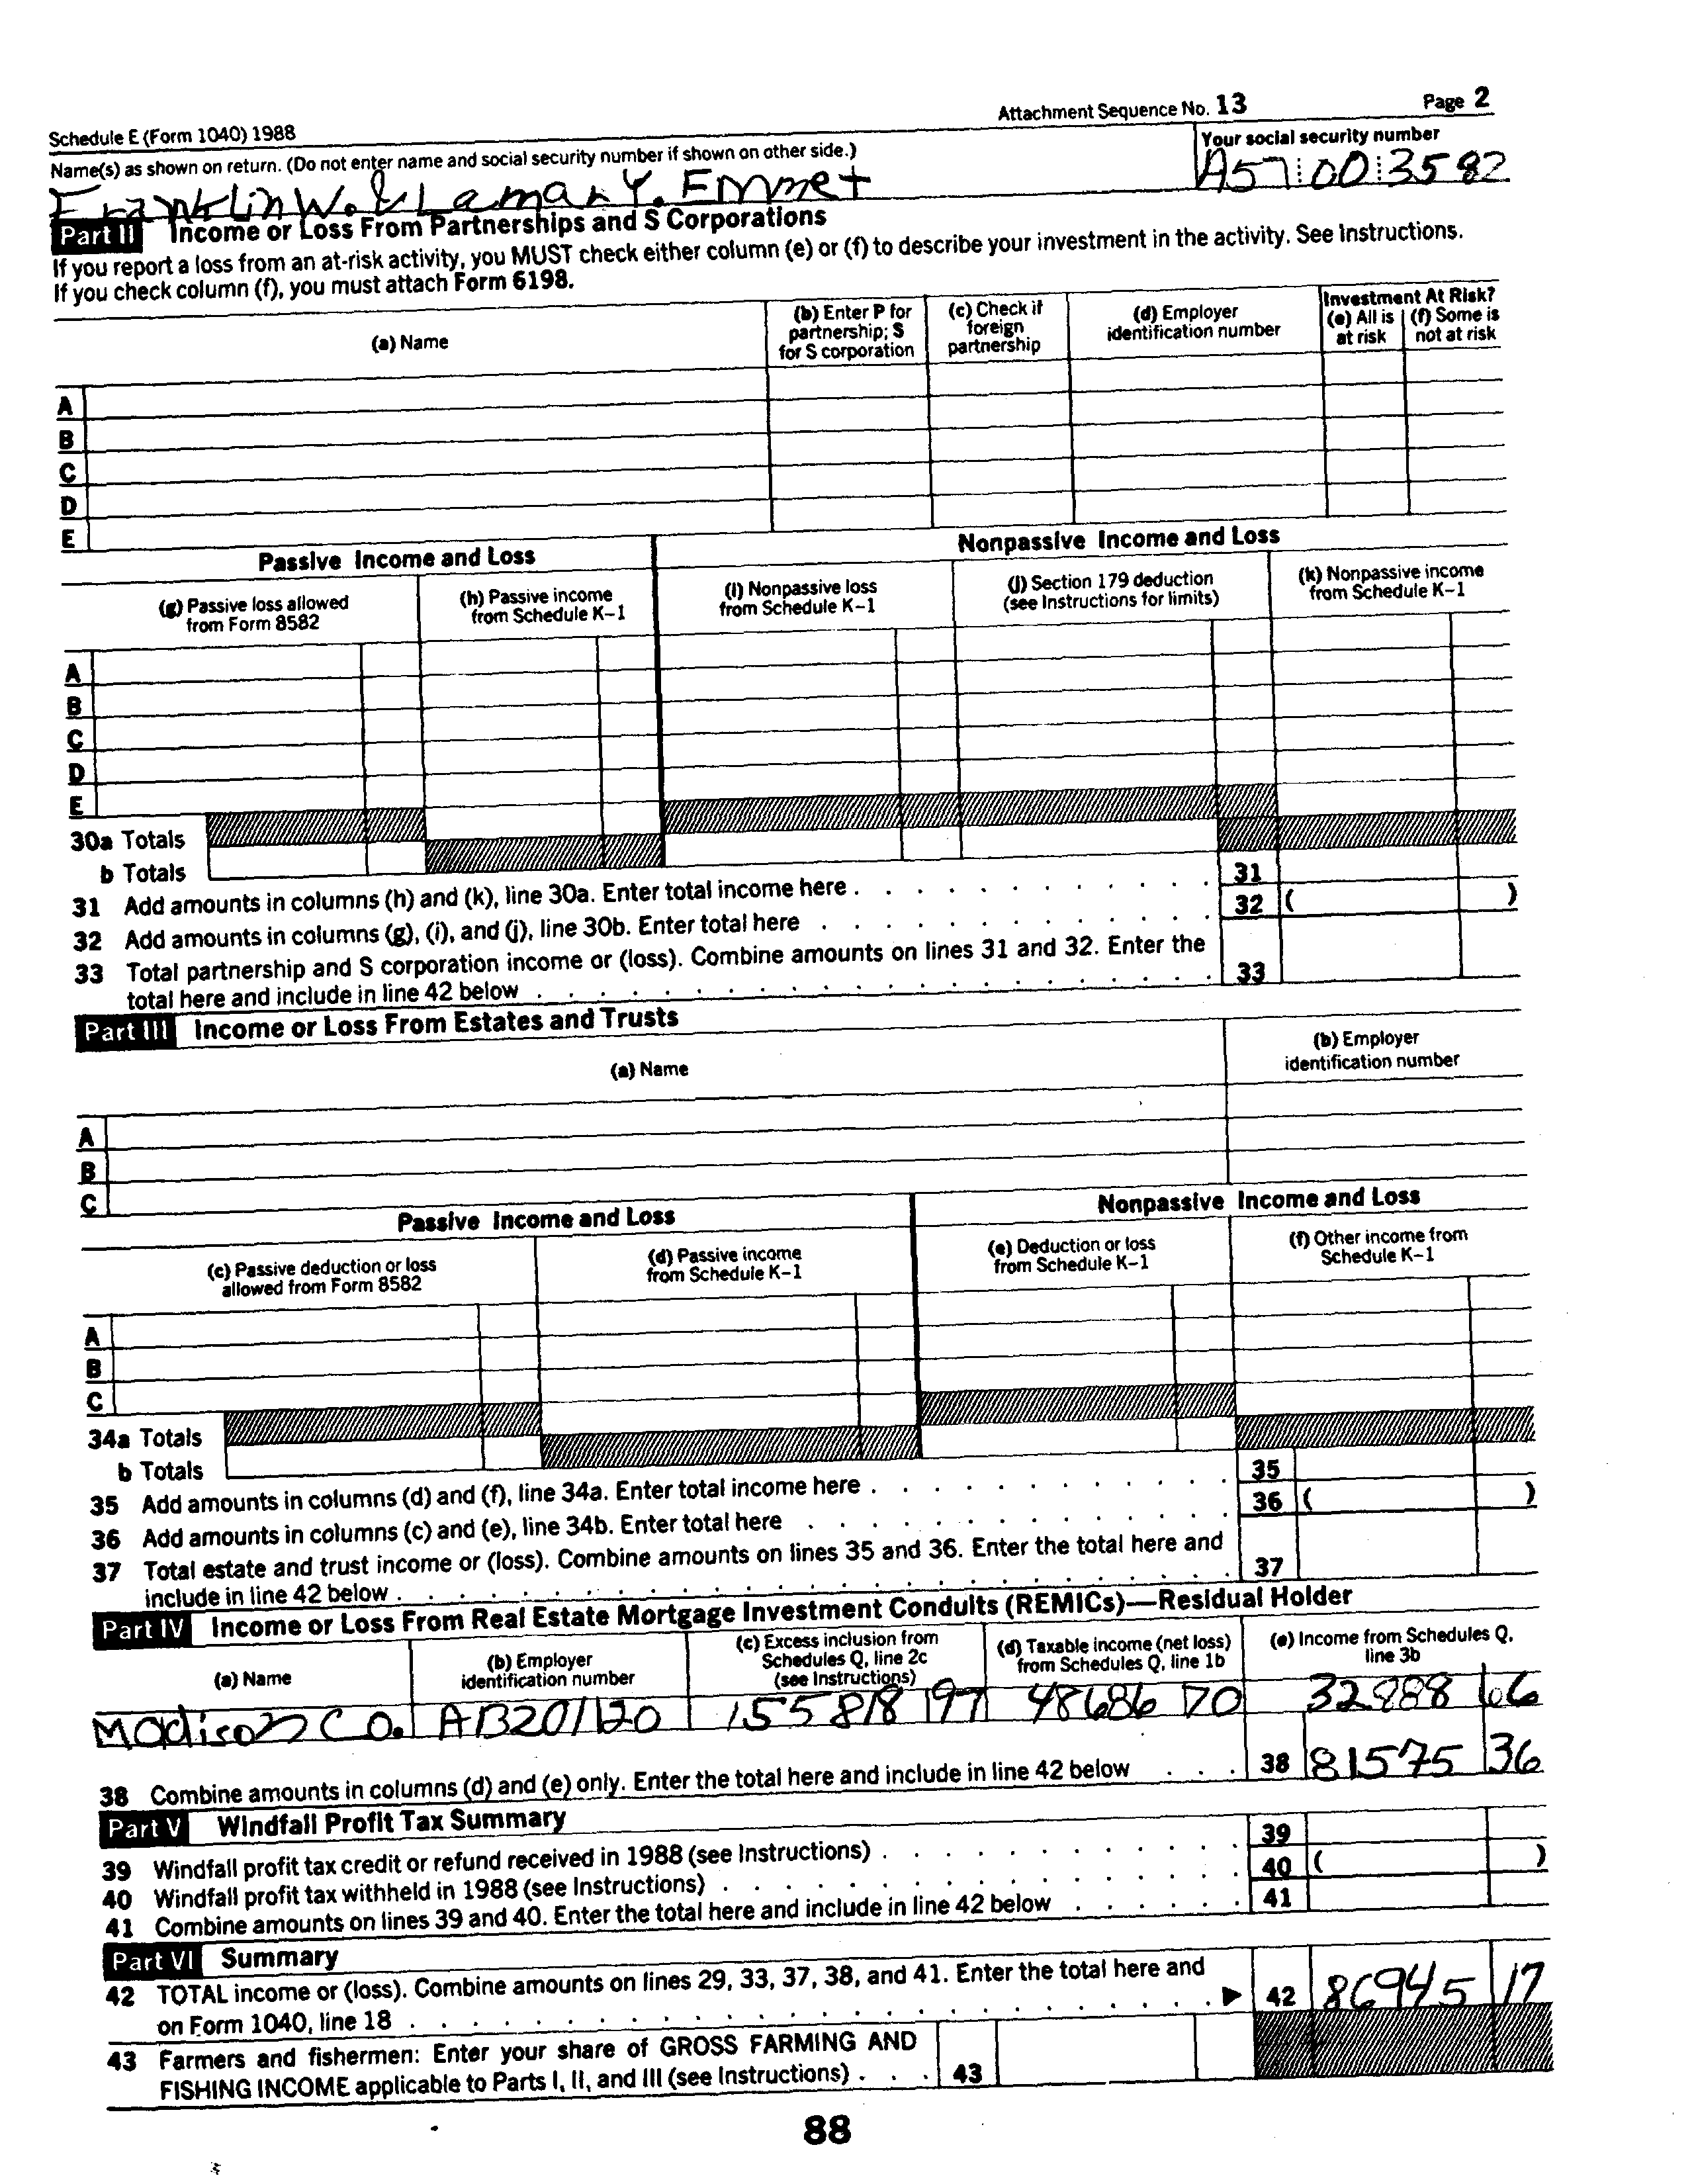 Schedule E (Form 1040) 1988 Attachment Sequence No. 13 Page 2
Name(s) as shown on return. (Do not enter name and social security number if shown on other side.) Your social security number
Franklin W. & Lamar Y. Emmet A57 00 3582
Part II Income or Loss From Partnerships and S Corporations
If you report a loss from an at-risk activity, you MUST check either column (e) or (f) to describe your investment in the activity. See Instructions.
If you check column (f), you must attach Form 6198.
(a) Name
(b) Enter P for partnership; S for S corporation
(c) Check if foreign partnership
(d) Employer identification number
Investment At Risk?
(e) All is at risk
(f) Some is not at risk
A
B
C
D
E
Passive Income and Loss Nonpassive Income and Loss
(g) Passive loss allowed from Form 8582
(h) Passive income from Schedule K-1
(i) Nonpassive loss from Schedule K-1
(j) Section 179 deduction (see Instructions for limits)
(k) Nonpassive income from Schedule K-1
A
B
C
D
E
30a Totals
b Totals
31 Add amounts in columns (h) and (k), line 30a. Enter total income here . . . 31
32 Add amounts in columns (g), (i), and (j), line 30b. Enter total here . . . 32 ( )
33 Total partnership and S corporation income or (loss). Combine amounts on lines 31 and 32. Enter the
total here and include in line 42 below . . . 33
Part III Income or Loss From Estates and Trusts
(a) Name
(b) Employer identification number
A
B
C
Passive Income and Loss Nonpassive Income and Loss
(c) Passive deduction or loss allowed from Form 8582
(d) Passive income from Schedule K-1
(e) Deduction or loss from Schedule K-1
(f) Other income from Schedule K-1
A
B
C
34a Totals
b Totals
35 Add amounts in columns (d) and (f), line 34a. Enter total income here . . . 35
36 Add amounts in columns (c) and (e), line 34b. Enter total here . . . 36 ( )
37 Total estate and trust income or (loss). Combine amounts on lines 35 and 36. Enter the total here and
include in line 42 below . . . 37
Part IV Income or Loss From Real Estate Mortgage Investment Conduits (REMICs)—Residual Holder
(a) Name
(b) Employer identification number
(c) Excess inclusion from Schedules Q, line 2c (see Instructions)
(d) Taxable income (net loss) from Schedules Q, line 1b
(e) Income from Schedules Q, line 3b
Madison Co. AB201120 155818 97 48686 70 32888 66
38 Combine amounts in columns (d) and (e) only. Enter the total here and include in line 42 below . . . 38 81575 36
Part V Windfall Profit Tax Summary
39 Windfall profit tax credit or refund received in 1988 (see Instructions) . . . 39
40 Windfall profit tax withheld in 1988 (see Instructions) . . . 40 ( )
41 Combine amounts on lines 39 and 40. Enter the total here and include in line 42 below . . . 41
Part VI Summary
42 TOTAL income or (loss). Combine amounts on lines 29, 33, 37, 38, and 41. Enter the total here and
on Form 1040, line 18 . . . ▶ 42 86945 17
43 Farmers and fishermen: Enter your share of GROSS FARMING AND
FISHING INCOME applicable to Parts I, II, and III (see Instructions) . . . 43
88